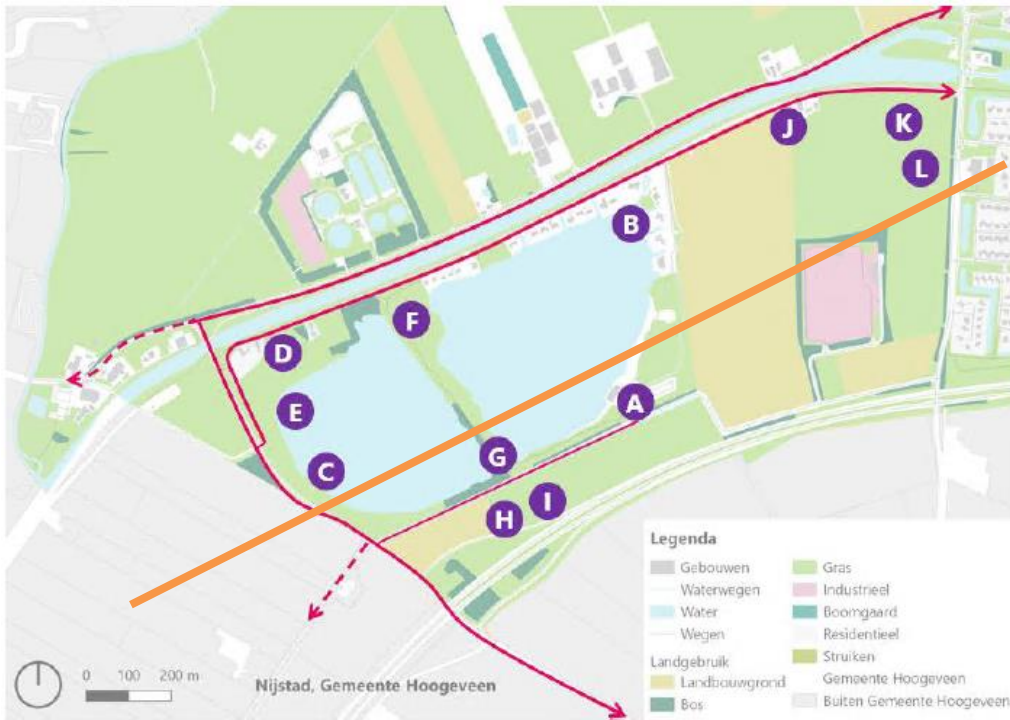 K
J
L
B
F
D
A
E
G
C
I
H
Legenda
Gebouwen
Waterwegen
Water
Wegen
Landgebruik
Landbouwgrond
Bos
Gras
Industrieel
Boomgaard
Residentieel
Struiken
Gemeente Hoogeveen
Buiten Gemeente Hoogeveen
0 100 200 m
Nijstad, Gemeente Hoogeveen